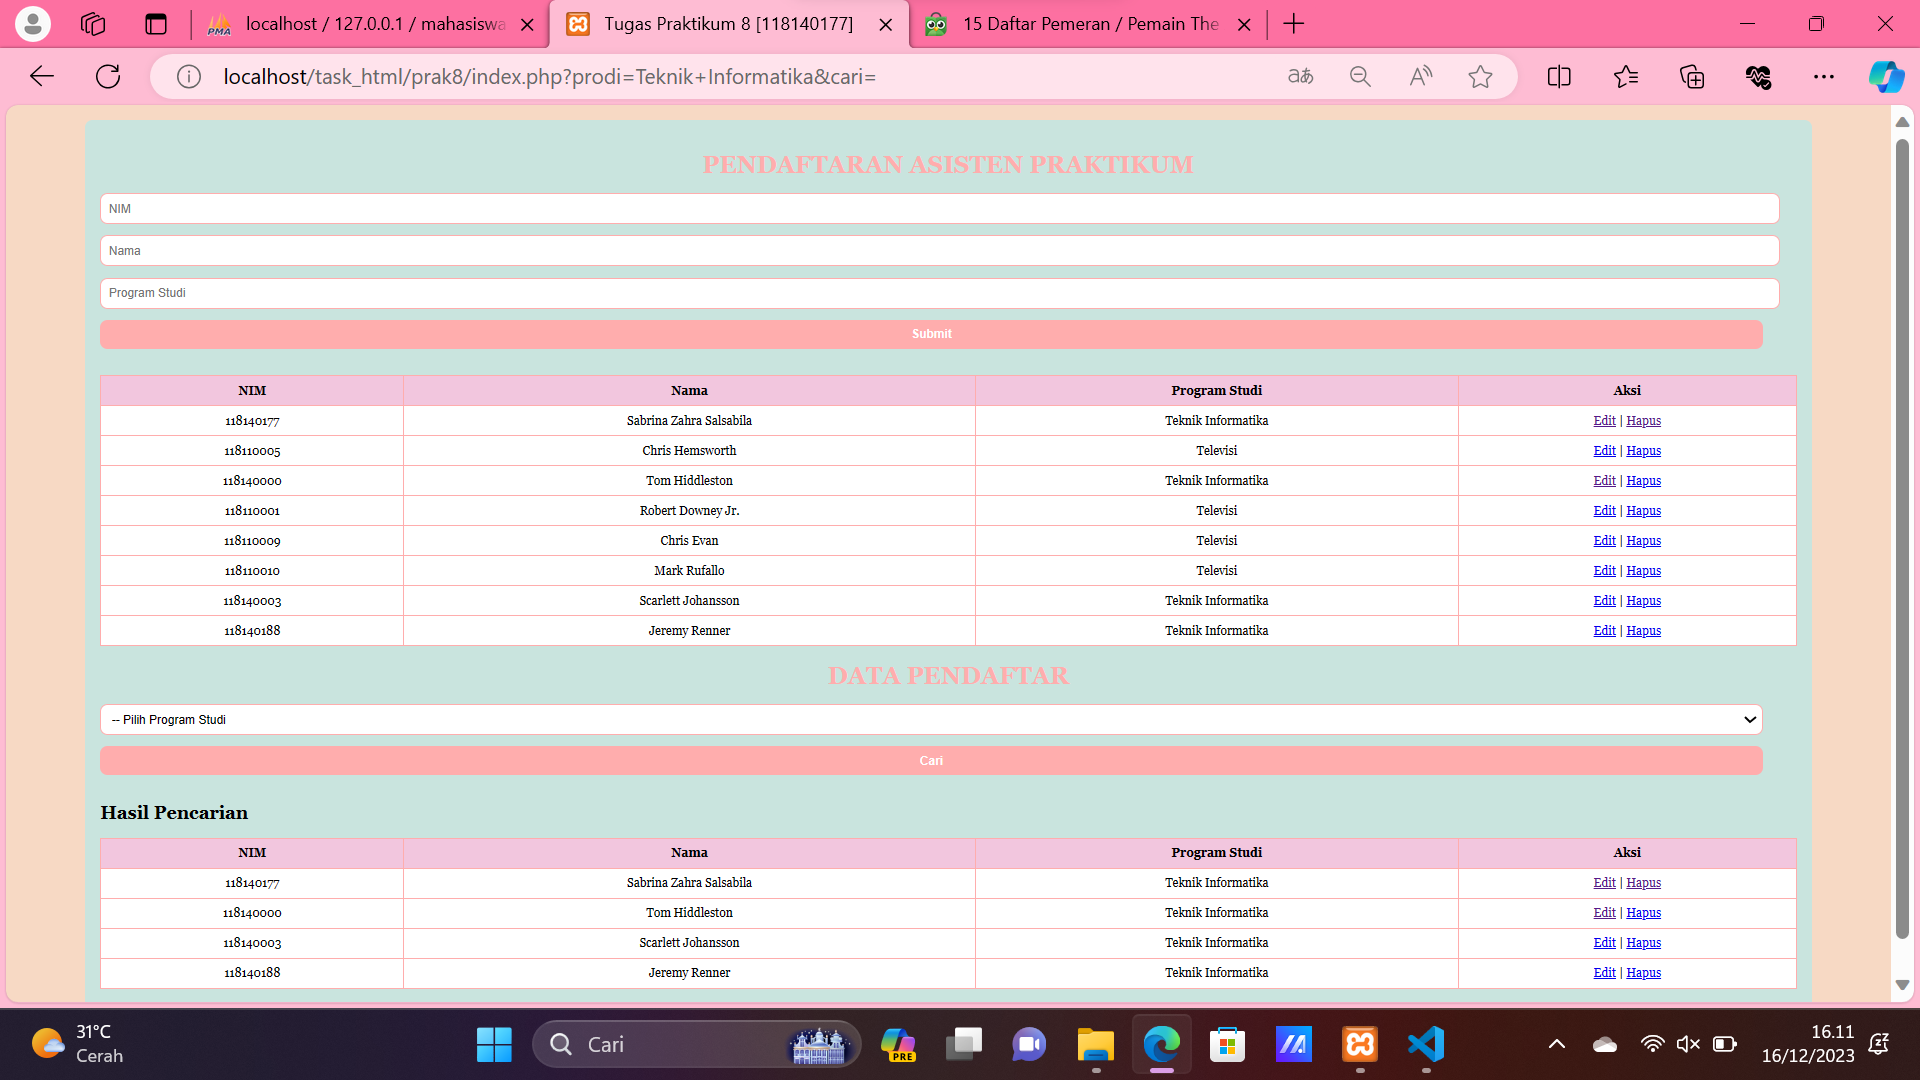 localhost / 127.0.0.1 / mahasiswa
Tugas Praktikum 8 [118140177]
15 Daftar Pemeran / Pemain The
localhost/task_html/prak8/index.php?prodi=Teknik+Informatika&cari=
PENDAFTARAN ASISTEN PRAKTIKUM
NIM
Nama
Program Studi
Submit
NIM Nama Program Studi Aksi
118140177 Sabrina Zahra Salsabila Teknik Informatika Edit | Hapus
118110005 Chris Hemsworth Televisi Edit | Hapus
118140000 Tom Hiddleston Teknik Informatika Edit | Hapus
118110001 Robert Downey Jr. Televisi Edit | Hapus
118110009 Chris Evan Televisi Edit | Hapus
118110010 Mark Rufallo Televisi Edit | Hapus
118140003 Scarlett Johansson Teknik Informatika Edit | Hapus
118140188 Jeremy Renner Teknik Informatika Edit | Hapus
DATA PENDAFTAR
-- Pilih Program Studi
Cari
Hasil Pencarian
NIM Nama Program Studi Aksi
118140177 Sabrina Zahra Salsabila Teknik Informatika Edit | Hapus
118140000 Tom Hiddleston Teknik Informatika Edit | Hapus
118140003 Scarlett Johansson Teknik Informatika Edit | Hapus
118140188 Jeremy Renner Teknik Informatika Edit | Hapus
31°C
Cerah
Cari
PRE
16.11
16/12/2023